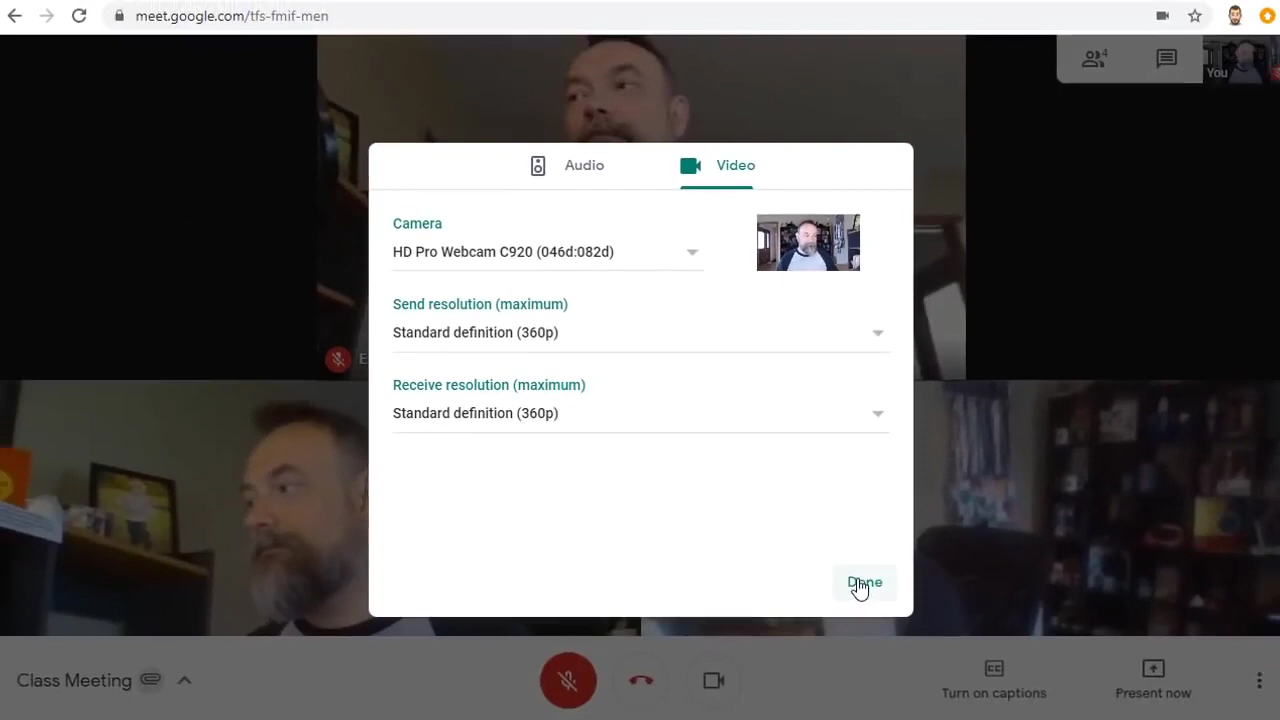 meet.google.com/tfs-fmif-men
4
You
Audio
Video
Camera
HD Pro Webcam C920 (046d:082d)
Send resolution (maximum)
Standard definition (360p)
E
Receive resolution (maximum)
Standard definition (360p)
Done
Class Meeting
Turn on captions
Present now